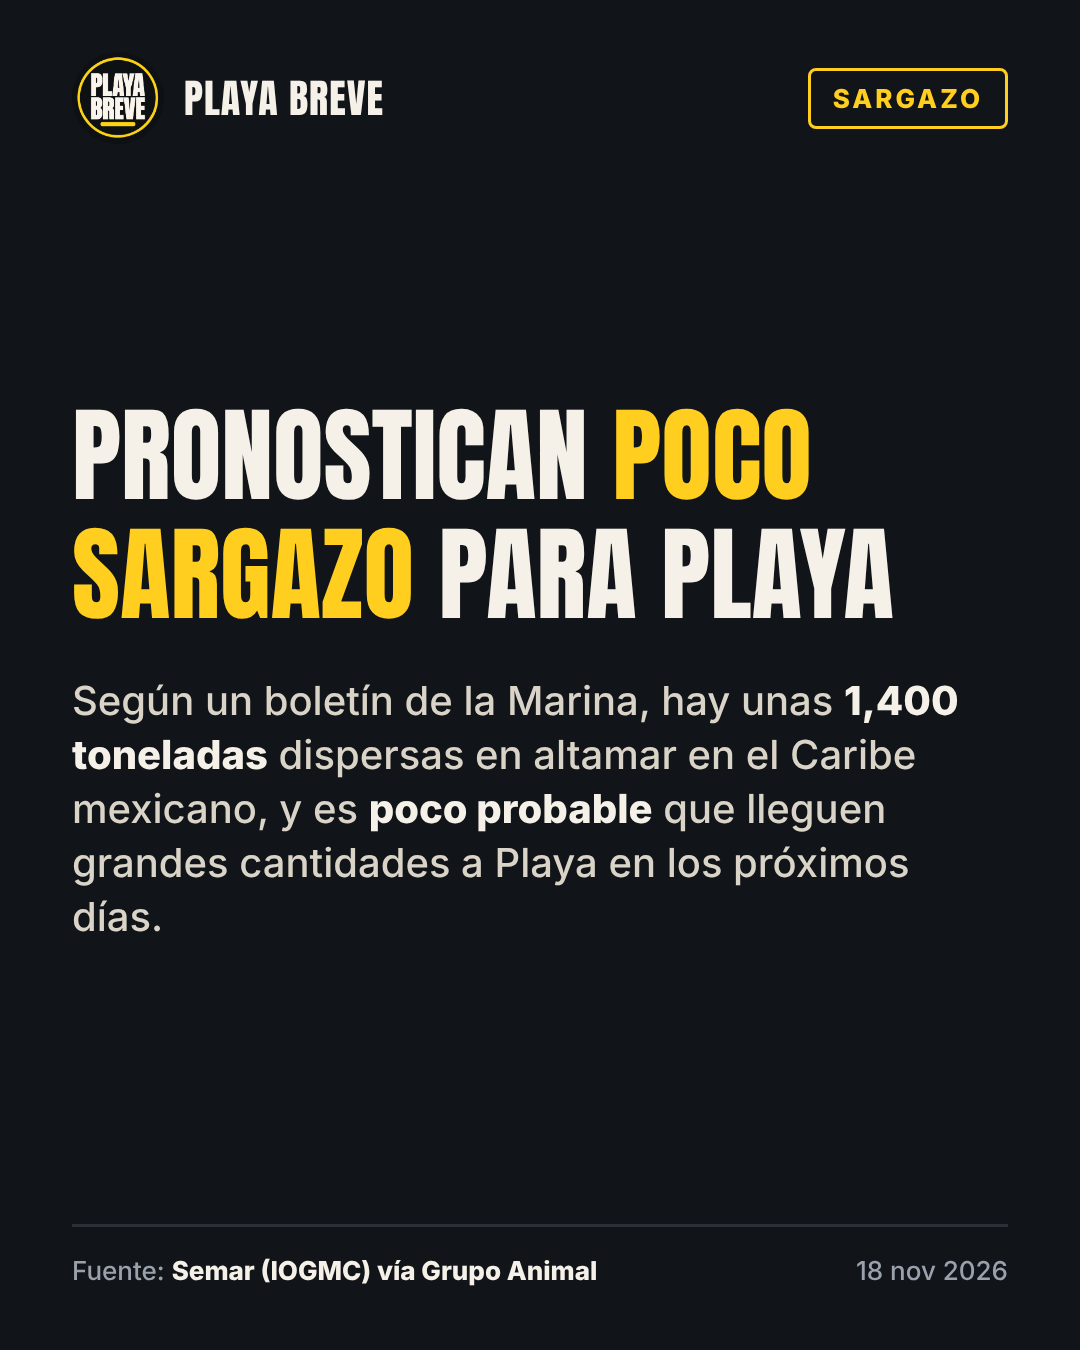 PLAYA
BREVE
PLAYA BREVE
SARGAZO
PRONOSTICAN POCO
SARGAZO PARA PLAYA
Según un boletín de la Marina, hay unas 1,400
toneladas dispersas en altamar en el Caribe
mexicano, y es poco probable que lleguen
grandes cantidades a Playa en los próximos
días.
Fuente: Semar (IOGMC) vía Grupo Animal
18 nov 2026